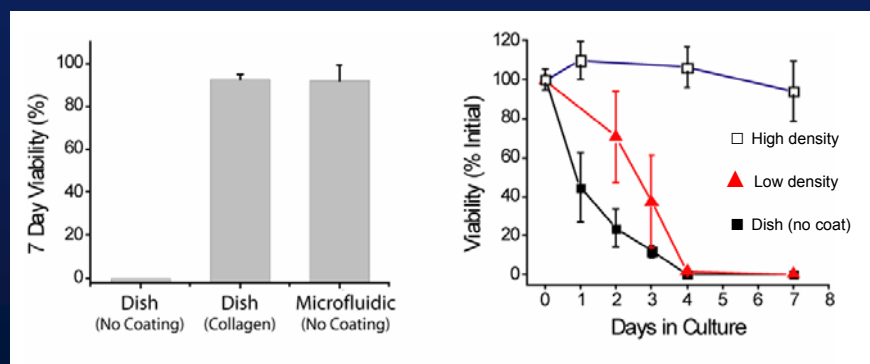 7 Day Viability (%)
100
80
60
40
20
0
Dish
(No Coating)
Dish
(Collagen)
Microfluidic
(No Coating)
Viability (% Initial)
120
100
80
60
40
20
0
0 1 2 3 4 5 6 7 8
Days in Culture
High density
Low density
Dish (no coat)